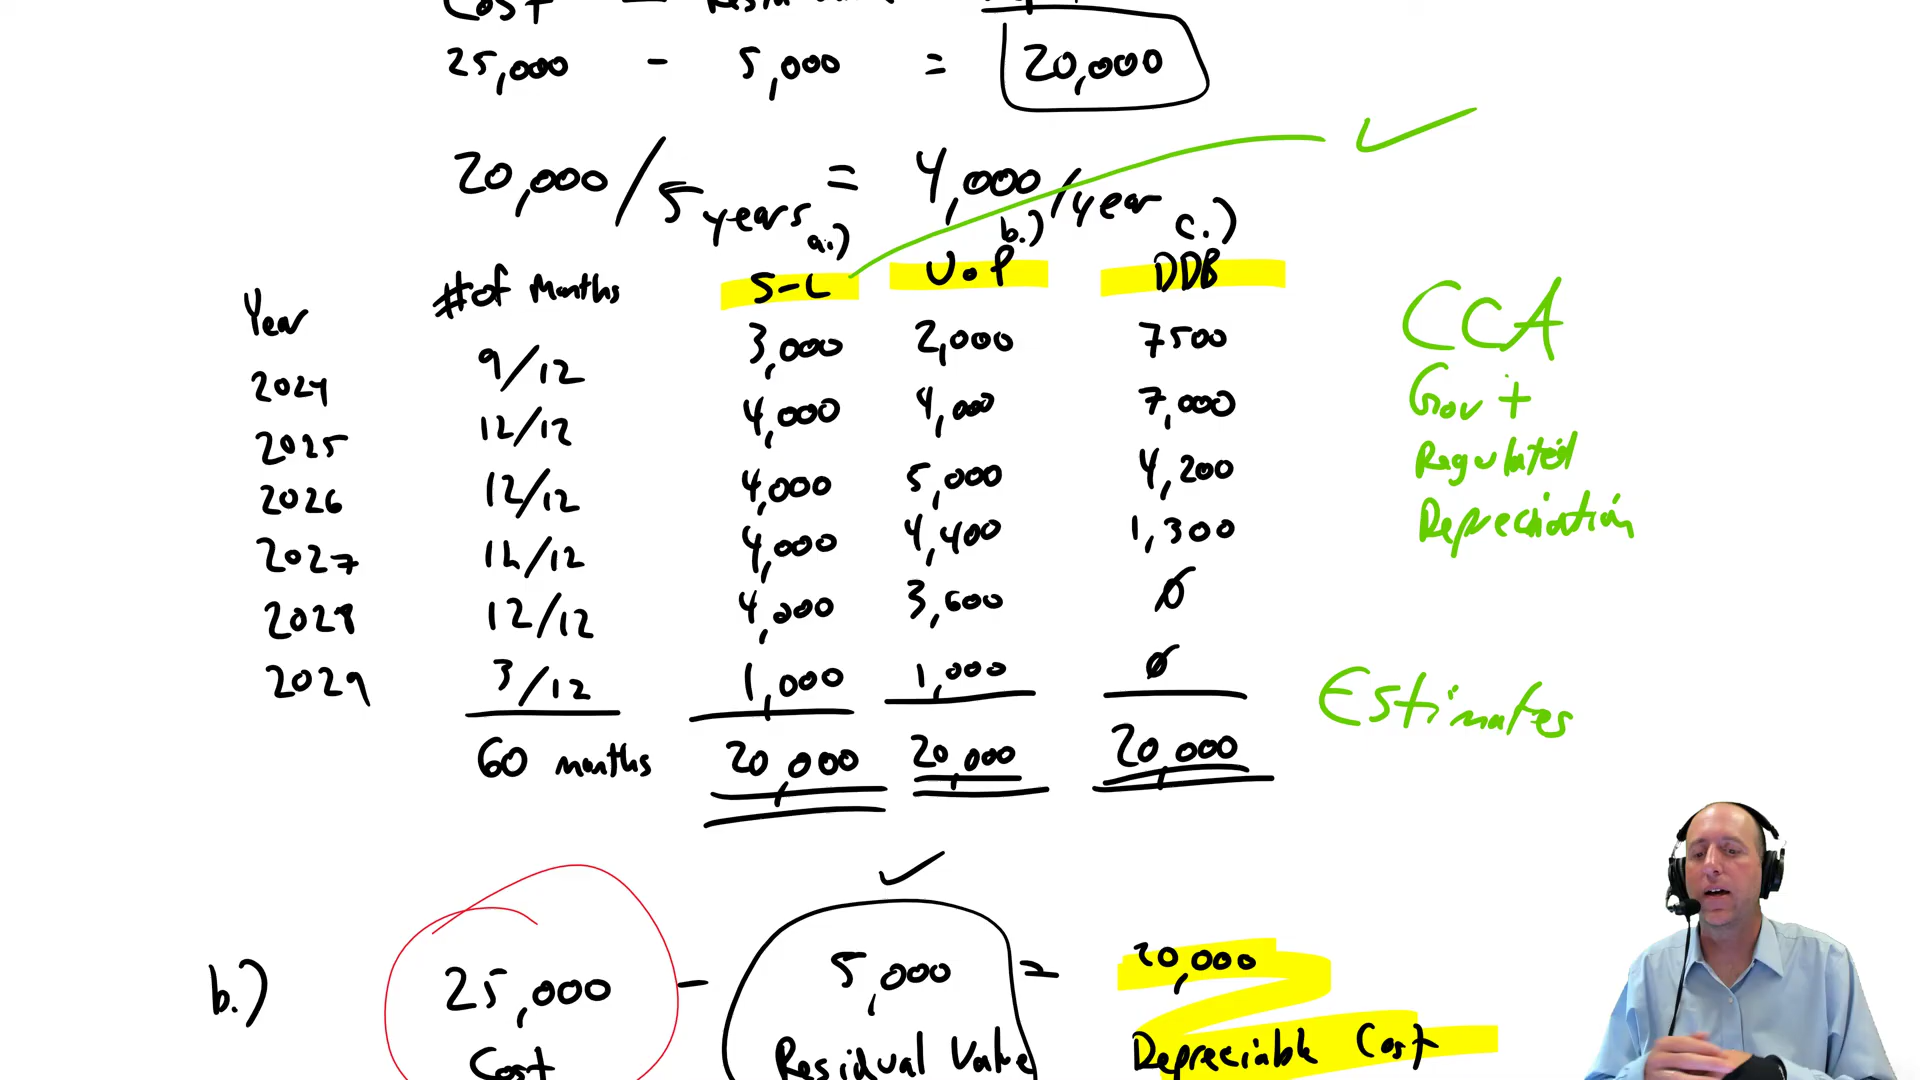 Cost
25,000 - 5,000 = 20,000
20,000 / 5 years = 4,000 / year
a.) b.) c.)
Year # of Months S-L U.o.P DDB
2024 9/12 3,000 2,000 7500
2025 12/12 4,000 4,000 7,000
2026 12/12 4,000 5,000 4,200
2027 12/12 4,000 4,400 1,300
2028 12/12 4,000 3,600 0
2029 3/12 1,000 1,000 0
60 months 20,000 20,000 20,000
CCA
Gov't
Regulated
Depreciation
Estimates
b.) 25,000 - 5,000 = 20,000
Cost Residual Value Depreciable Cost